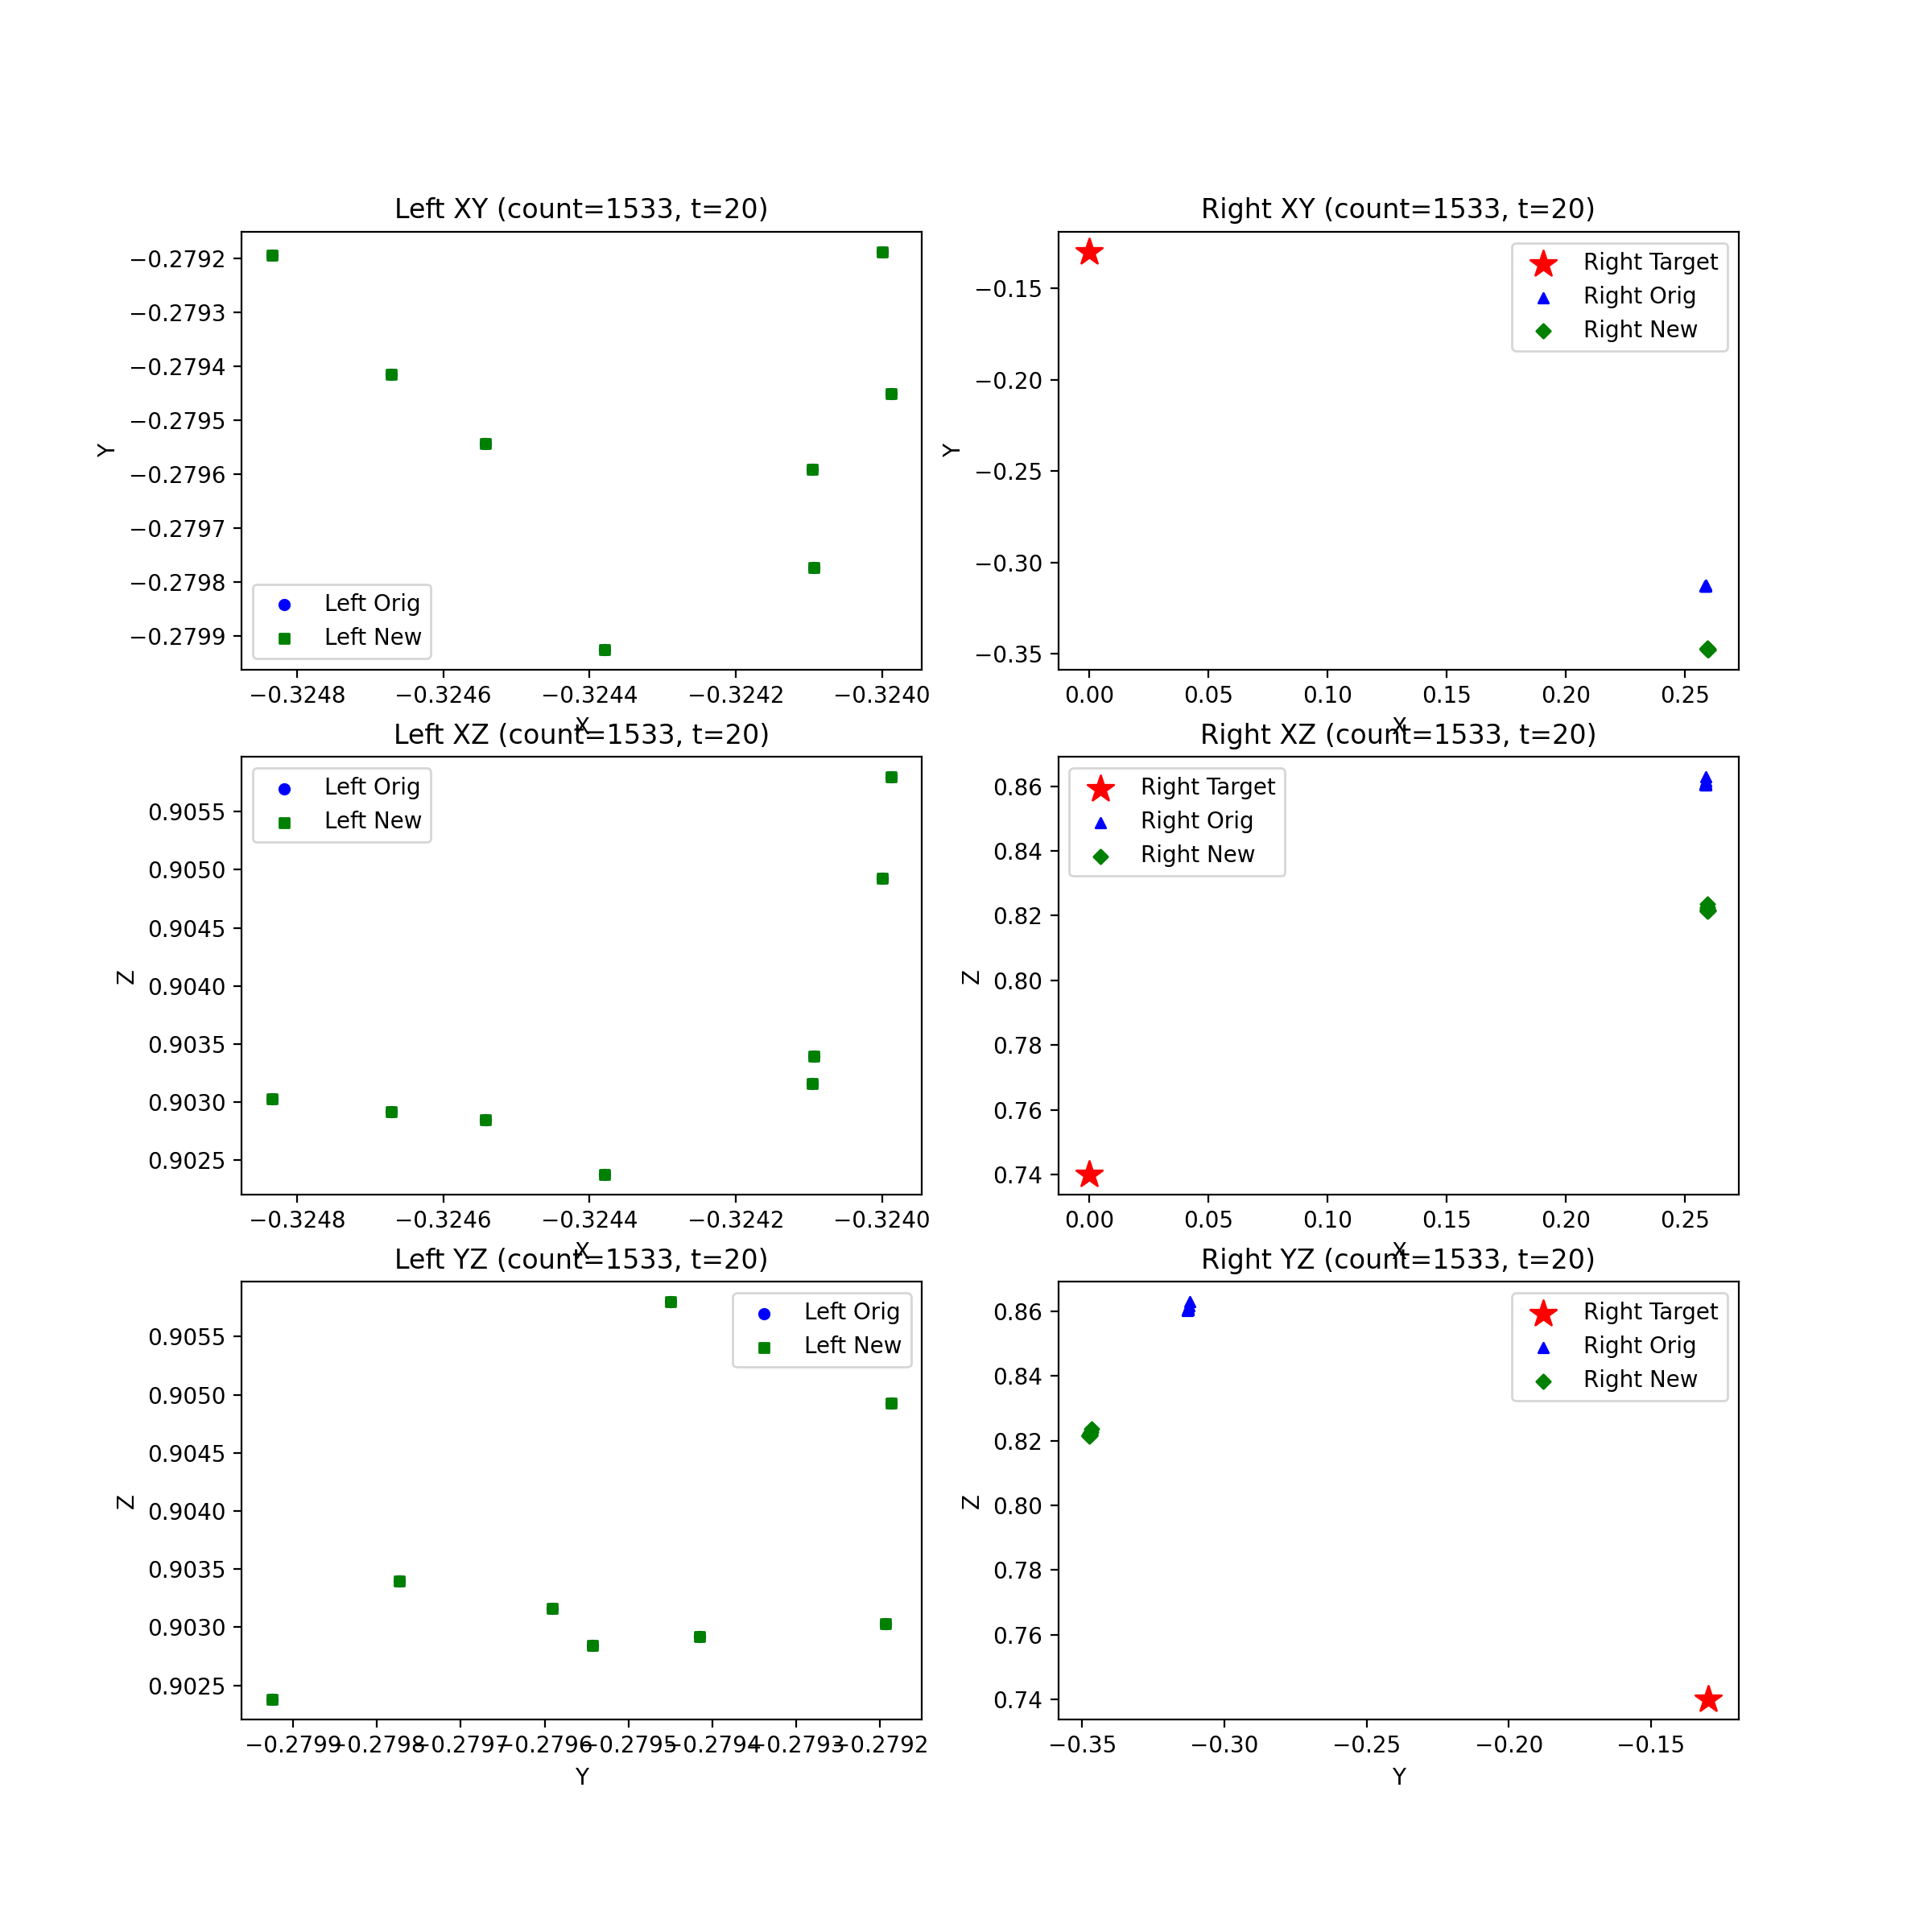 Left XY (count=1533, t=20)
−0.2792
−0.2793
−0.2794
−0.2795
−0.2796
−0.2797
−0.2798
−0.2799
Y
Left Orig
Left New
−0.3248 −0.3246 −0.3244 −0.3242 −0.3240
X
Right XY (count=1533, t=20)
−0.15
−0.20
−0.25
−0.30
−0.35
Y
Right Target
Right Orig
Right New
0.00 0.05 0.10 0.15 0.20 0.25
X
Left XZ (count=1533, t=20)
0.9055
0.9050
0.9045
0.9040
0.9035
0.9030
0.9025
Z
Left Orig
Left New
−0.3248 −0.3246 −0.3244 −0.3242 −0.3240
X
Right XZ (count=1533, t=20)
0.86
0.84
0.82
0.80
0.78
0.76
0.74
Z
Right Target
Right Orig
Right New
0.00 0.05 0.10 0.15 0.20 0.25
X
Left YZ (count=1533, t=20)
0.9055
0.9050
0.9045
0.9040
0.9035
0.9030
0.9025
Z
Left Orig
Left New
−0.2799 −0.2798 −0.2797 −0.2796 −0.2795 −0.2794 −0.2793 −0.2792
Y
Right YZ (count=1533, t=20)
0.86
0.84
0.82
0.80
0.78
0.76
0.74
Z
Right Target
Right Orig
Right New
−0.35 −0.30 −0.25 −0.20 −0.15
Y